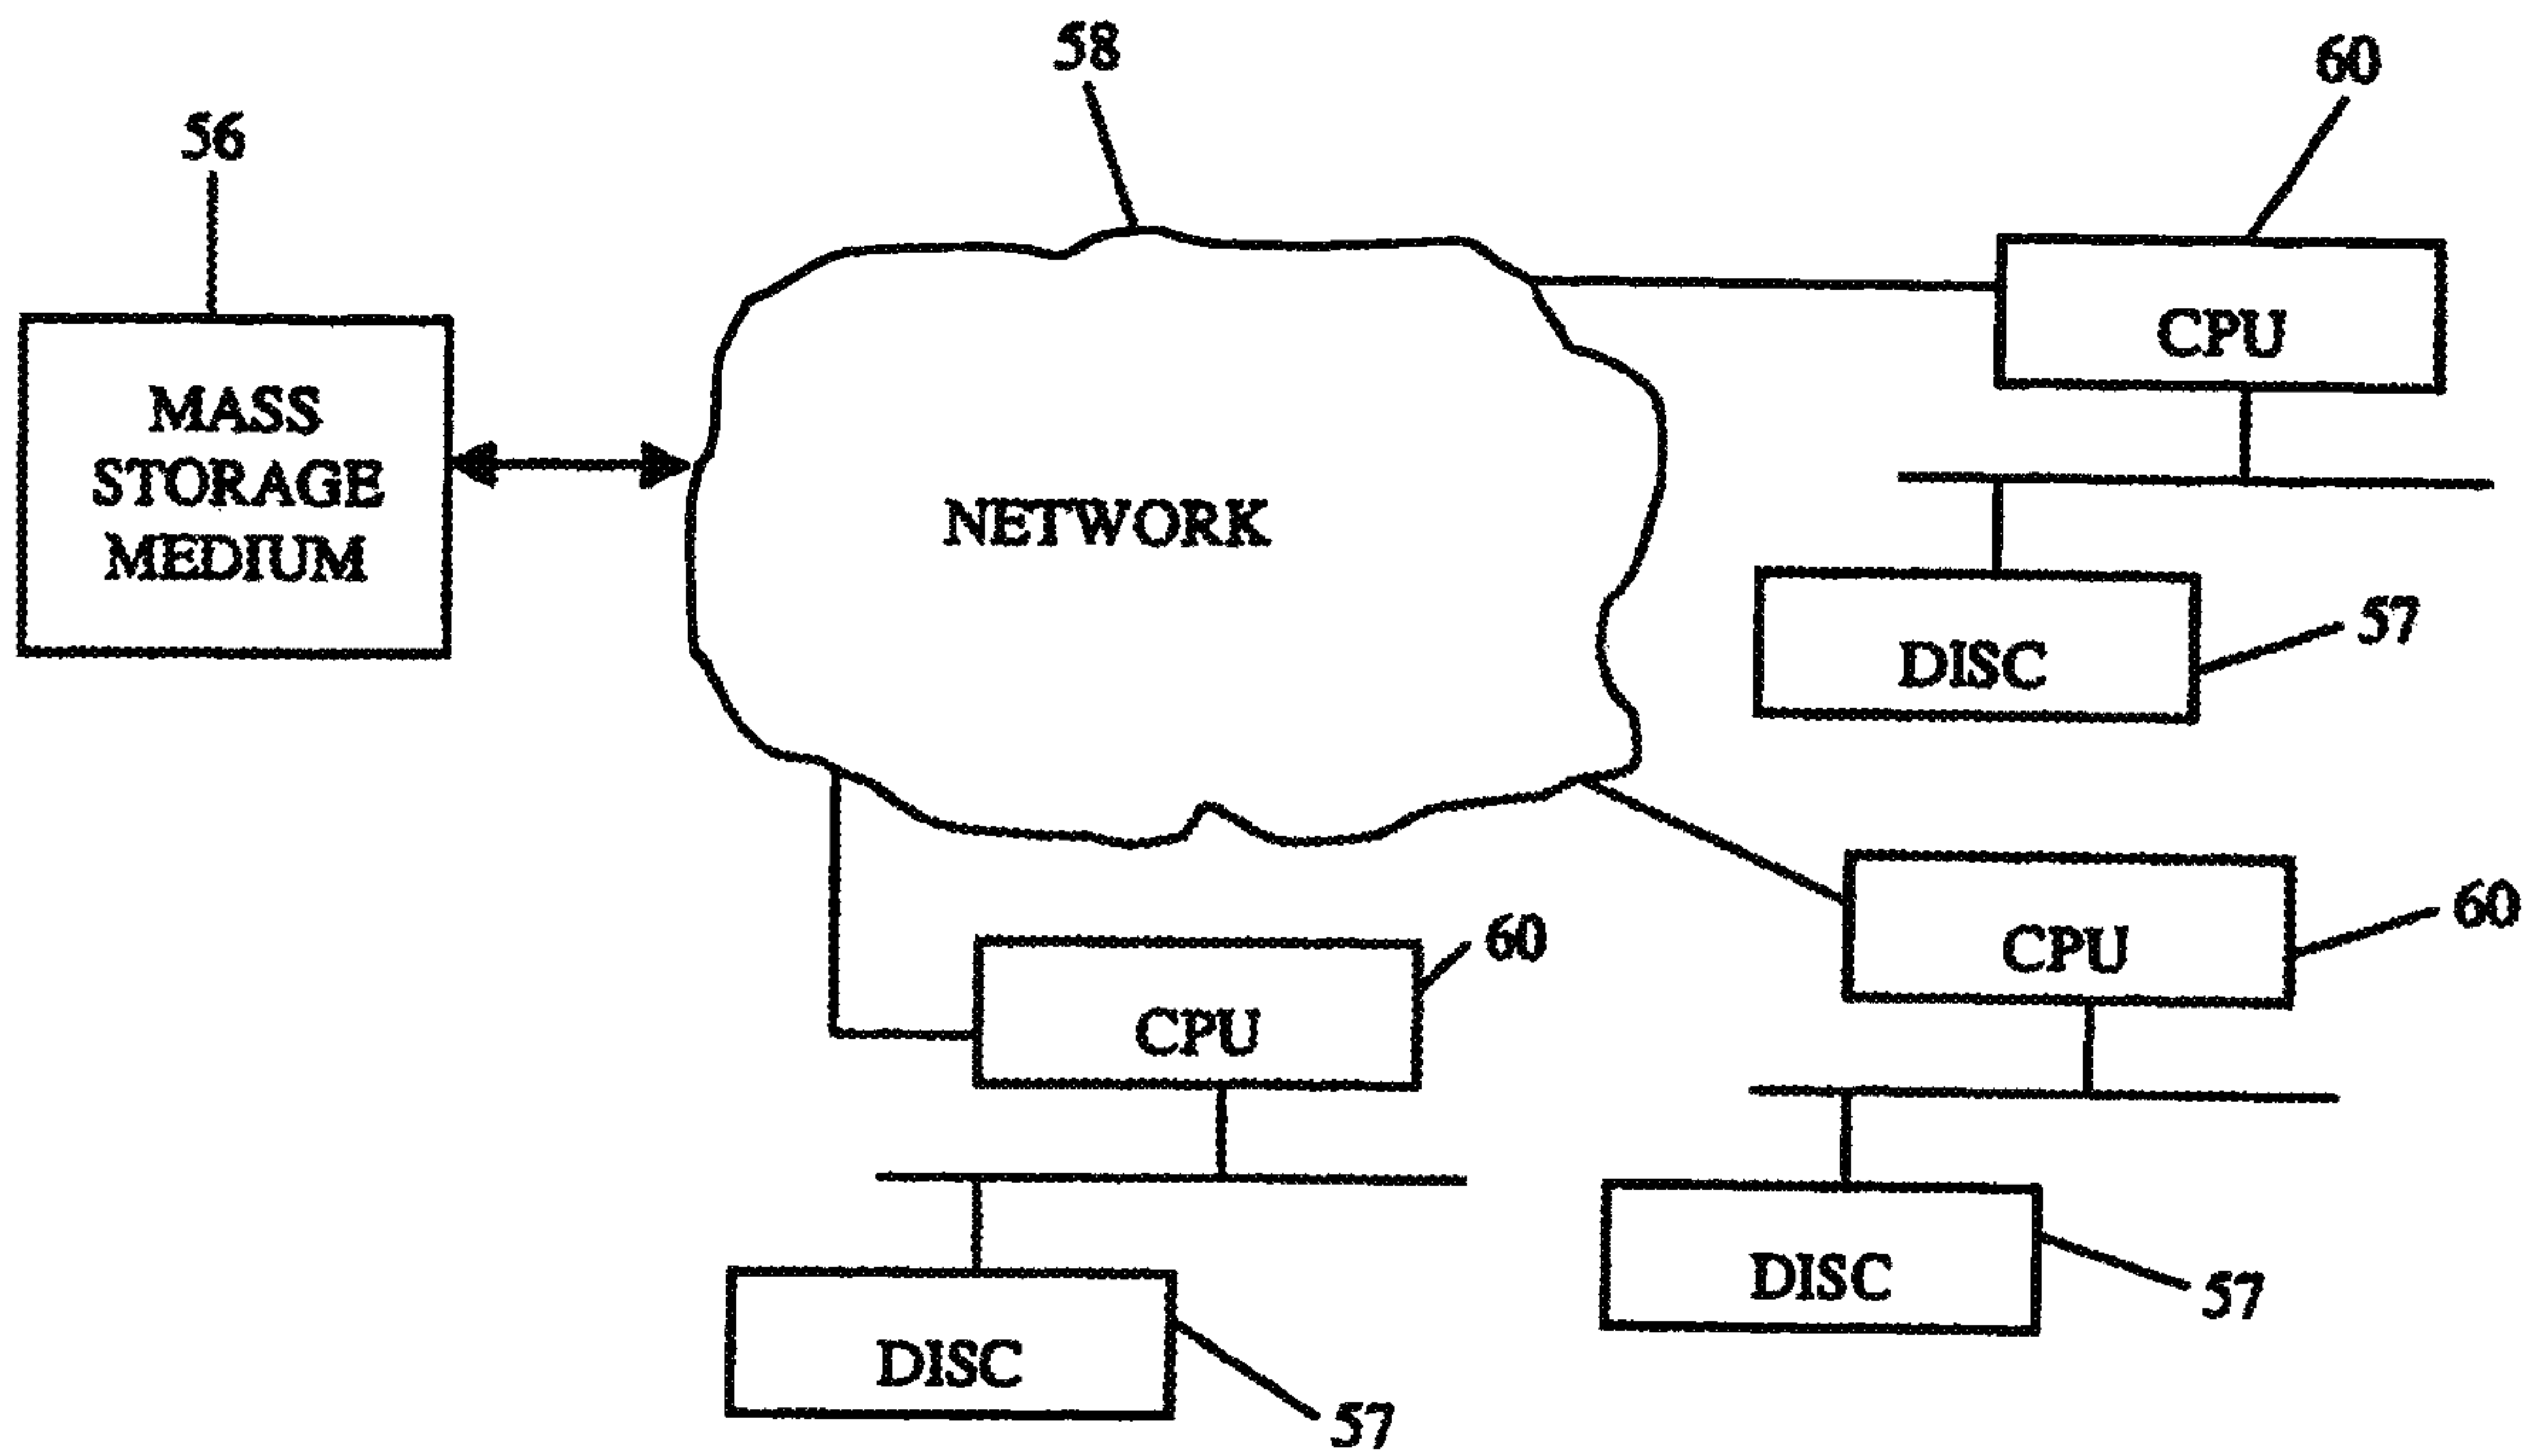 58
60
56
MASS
STORAGE
MEDIUM
NETWORK
CPU
DISC
57
CPU
60
CPU
60
DISC
57
DISC
57